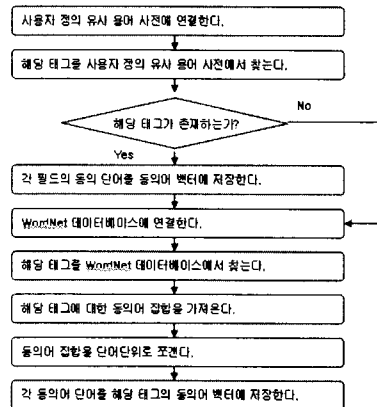 사용자 정의 유사 용어 사전에 연결한다.
해당 태그를 사용자 정의 유사 용어 사전에서 찾는다.
해당 태그가 존재하는가?
No
Yes
각 필드의 동의 단어를 동의어 벡터에 저장한다.
WordNet 데이터베이스에 연결한다.
해당 태그를 WordNet 데이터베이스에서 찾는다.
해당 태그에 대한 동의어 집합을 가져온다.
동의어 집합을 단어단위로 쪼갠다.
각 동의어 단어를 해당 태그의 동의어 벡터에 저장한다.